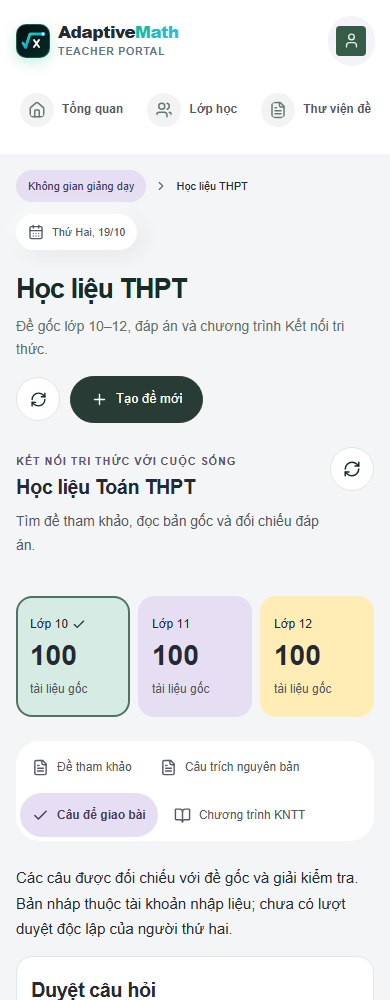 AdaptiveMath
TEACHER PORTAL
Tổng quan
Lớp học
Thư viện đề
Không gian giảng dạy
Học liệu THPT
Thứ Hai, 19/10
Học liệu THPT
Đề gốc lớp 10–12, đáp án và chương trình Kết nối tri
thức.
Tạo đề mới
KẾT NỐI TRI THỨC VỚI CUỘC SỐNG
Học liệu Toán THPT
Tìm đề tham khảo, đọc bản gốc và đối chiếu đáp
án.
Lớp 10
100
tài liệu gốc
Lớp 11
100
tài liệu gốc
Lớp 12
100
tài liệu gốc
Đề tham khảo
Câu trích nguyên bản
Câu để giao bài
Chương trình KNTT
Các câu được đối chiếu với đề gốc và giải kiểm tra.
Bản nháp thuộc tài khoản nhập liệu; chưa có lượt
duyệt độc lập của người thứ hai.
Duyệt câu hỏi